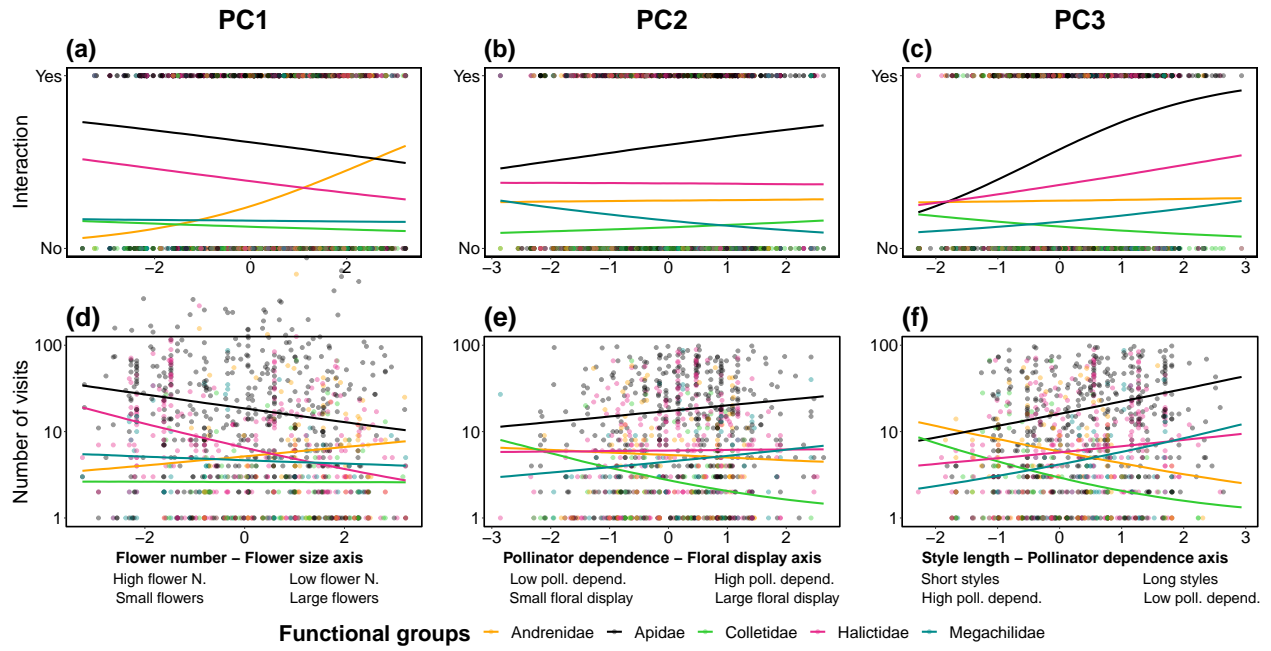 PC1 PC2 PC3
(a) (b) (c)
Interaction
Yes Yes Yes
No No No
−2 0 2
−3 −2 −1 0 1 2
−2 −1 0 1 2 3
(d) (e) (f)
Number of visits
100 100 100
10 10 10
1 1 1
−2 0 2
−3 −2 −1 0 1 2
−2 −1 0 1 2 3
Flower number − Flower size axis
High flower N. Low flower N.
Small flowers Large flowers
Pollinator dependence − Floral display axis
Low poll. depend. High poll. depend.
Small floral display Large floral display
Style length − Pollinator dependence axis
Short styles Long styles
High poll. depend. Low poll. depend.
Functional groups Andrenidae Apidae Colletidae Halictidae Megachilidae